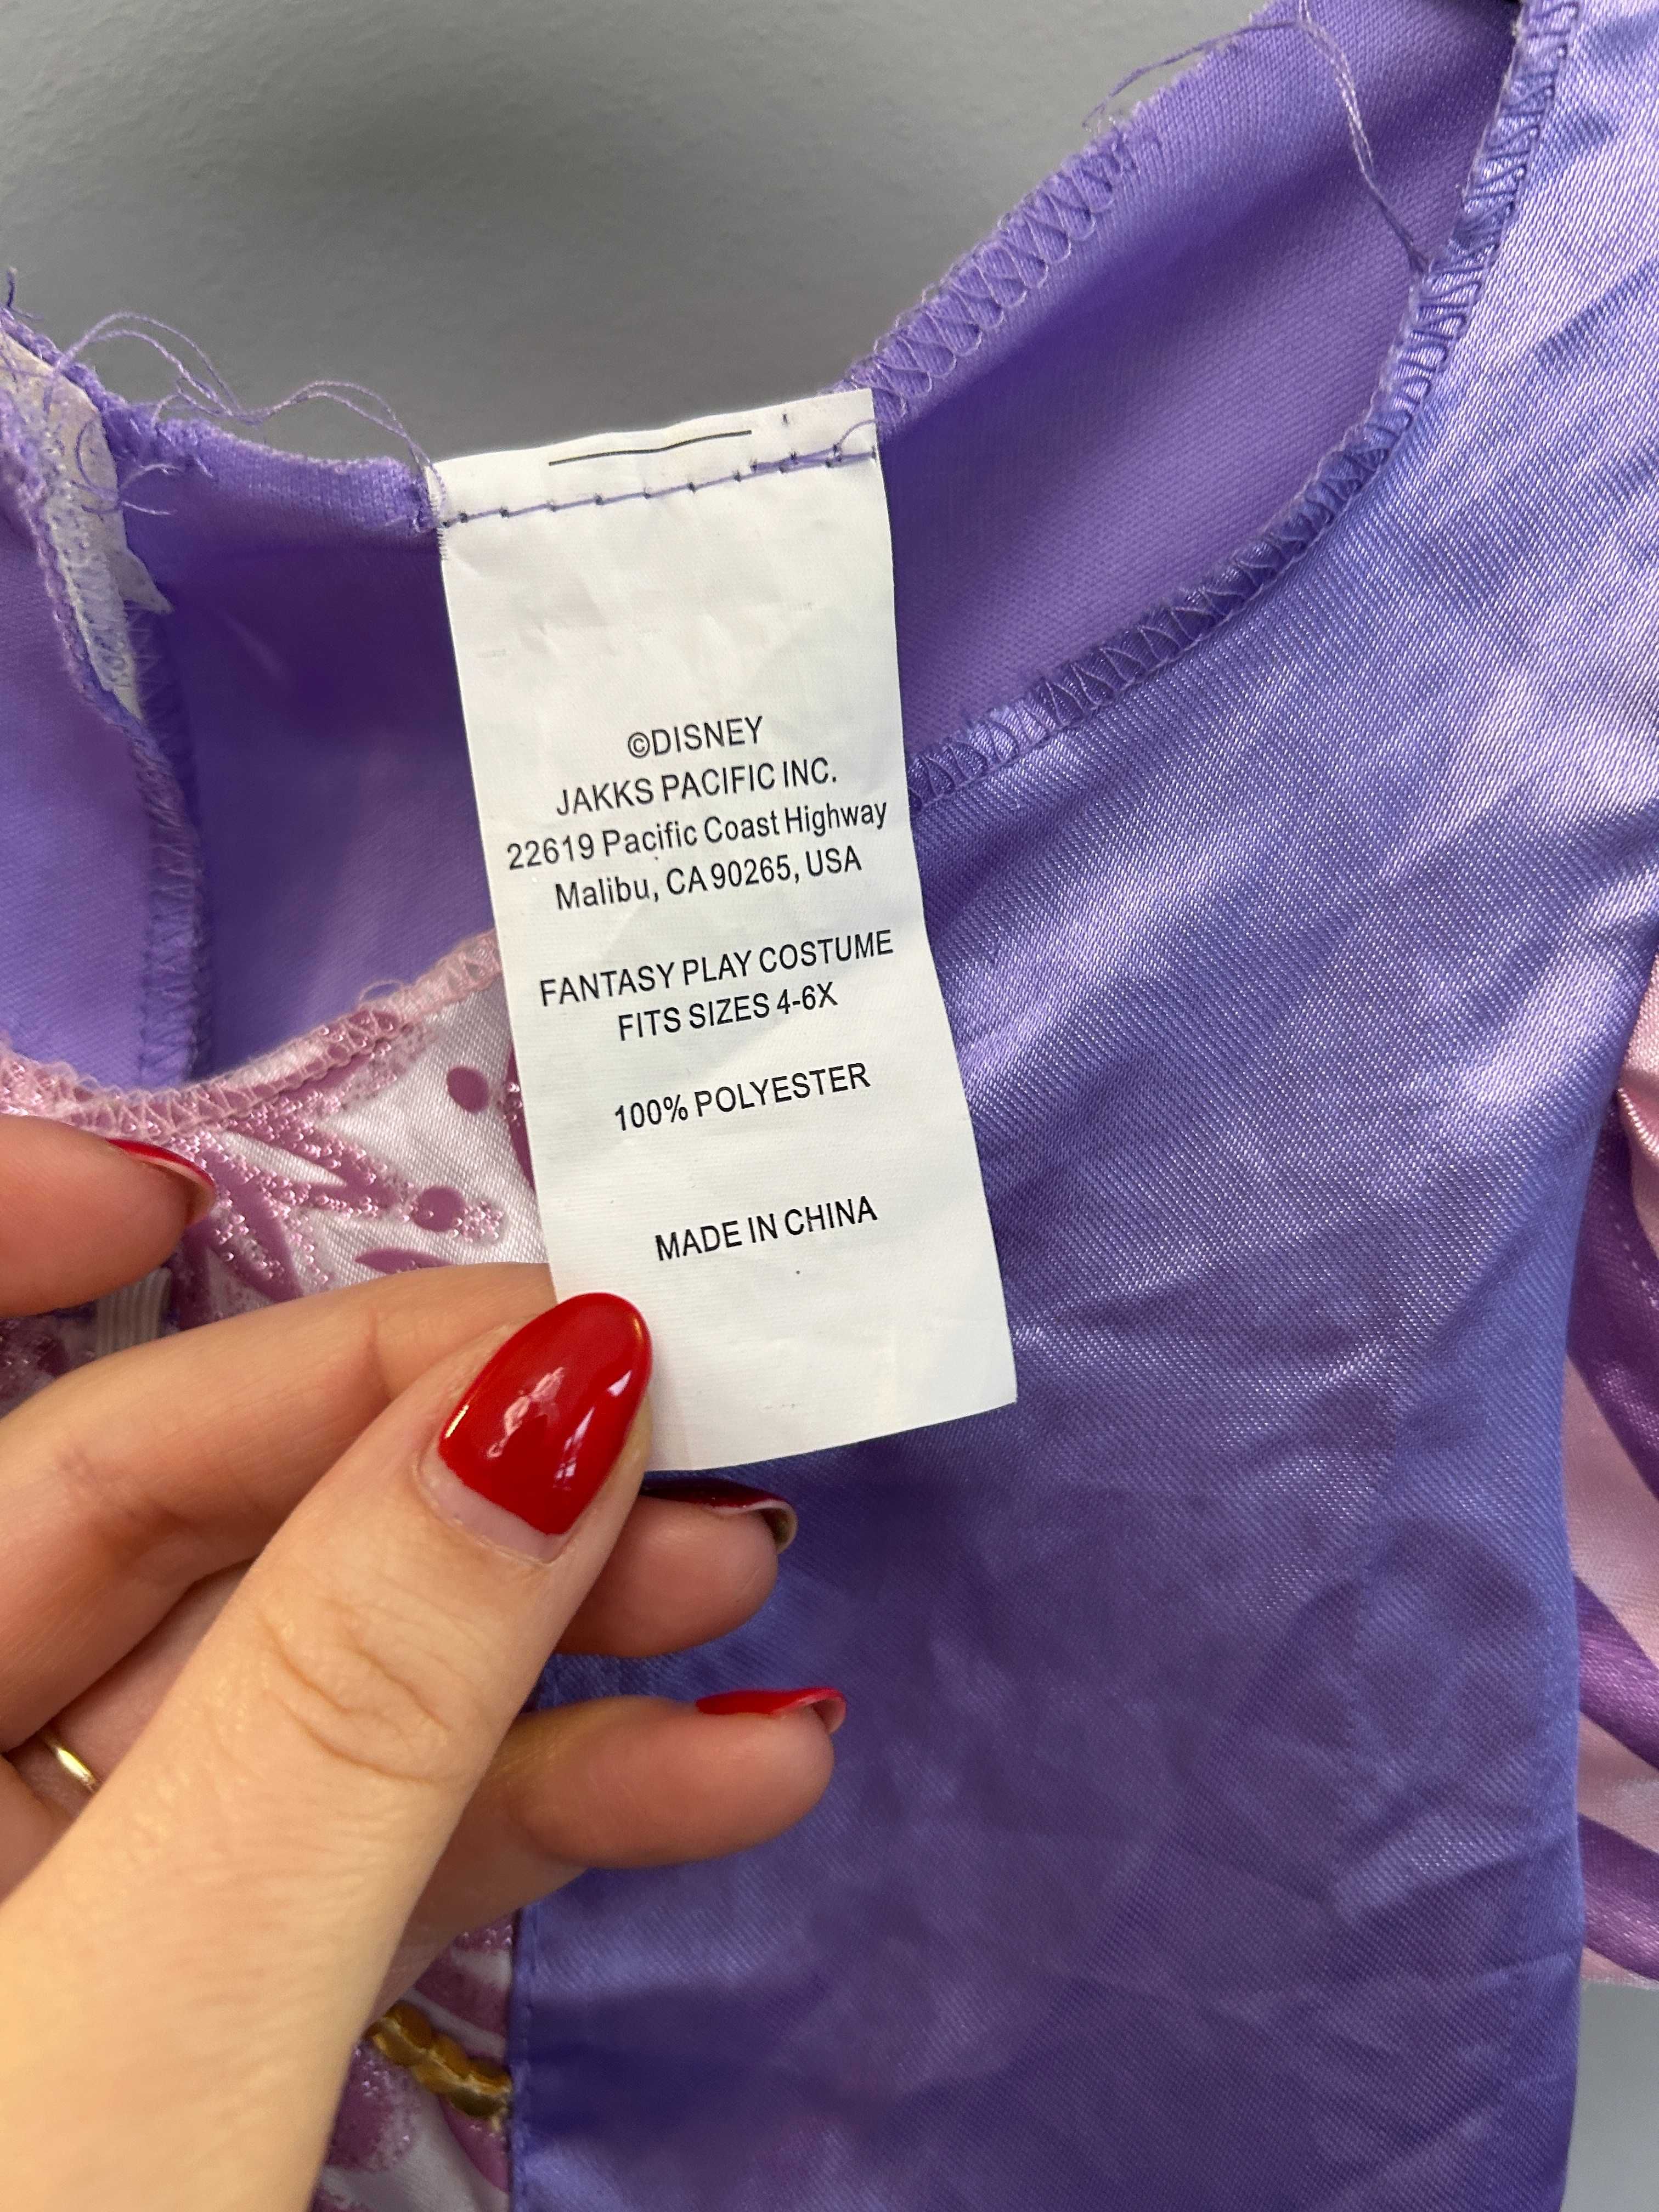 ©DISNEY
JAKKS PACIFIC INC.
22619 Pacific Coast Highway
Malibu, CA 90265, USA
FANTASY PLAY COSTUME
FITS SIZES 4-6X
100% POLYESTER
MADE IN CHINA